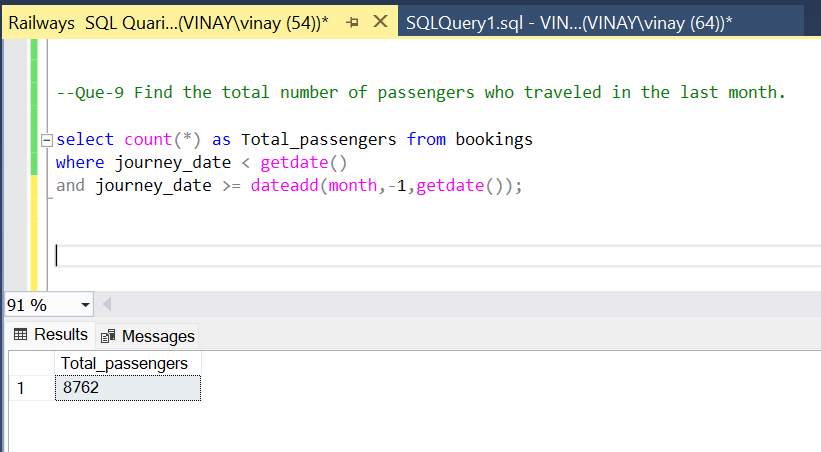 Railways SQL Quari...(VINAY\vinay (54))* SQLQuery1.sql - VIN...(VINAY\vinay (64))*
--Que-9 Find the total number of passengers who traveled in the last month.
select count(*) as Total_passengers from bookings
where journey_date < getdate()
and journey_date >= dateadd(month,-1,getdate());
91 %
Results Messages
Total_passengers
1 8762